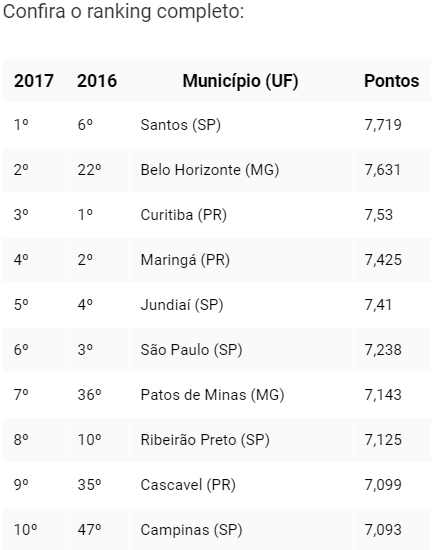 Confira o ranking completo:
2017 2016 Município (UF) Pontos
1º 6º Santos (SP) 7,719
2º 22º Belo Horizonte (MG) 7,631
3º 1º Curitiba (PR) 7,53
4º 2º Maringá (PR) 7,425
5º 4º Jundiaí (SP) 7,41
6º 3º São Paulo (SP) 7,238
7º 36º Patos de Minas (MG) 7,143
8º 10º Ribeirão Preto (SP) 7,125
9º 35º Cascavel (PR) 7,099
10º 47º Campinas (SP) 7,093